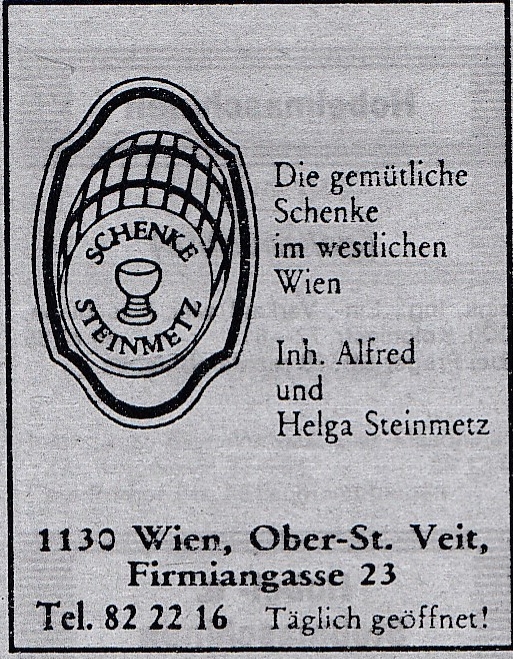 SCHENKE
STEINMETZ
Die gemütliche
Schenke
im westlichen
Wien
Inh. Alfred
und
Helga Steinmetz
1130 Wien, Ober-St. Veit,
Firmiangasse 23
Tel. 82 22 16 Täglich geöffnet!